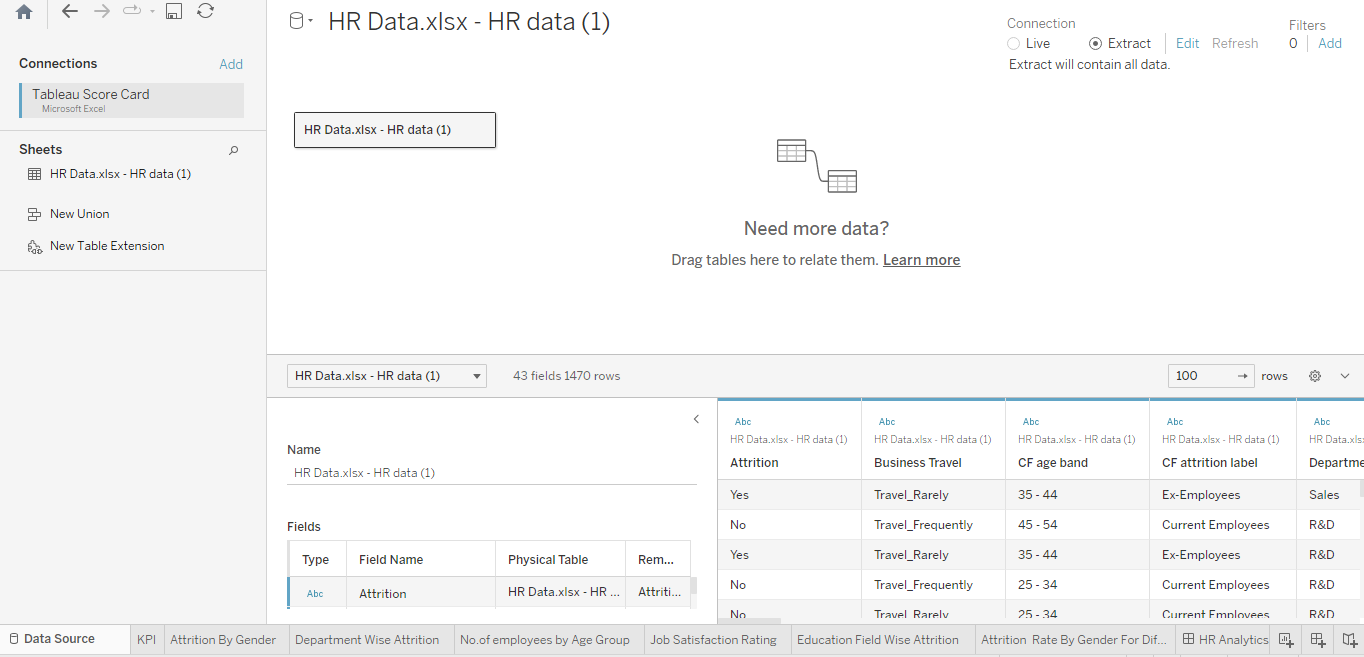 HR Data.xlsx - HR data (1)
Connection
Live
Extract
Edit
Refresh
Extract will contain all data.
Filters
0
Add
Connections
Add
Tableau Score Card
Microsoft Excel
Sheets
HR Data.xlsx - HR data (1)
New Union
New Table Extension
HR Data.xlsx - HR data (1)
Need more data?
Drag tables here to relate them. Learn more
HR Data.xlsx - HR data (1)
43 fields 1470 rows
100
rows
Name
HR Data.xlsx - HR data (1)
Fields
Type Field Name Physical Table Rem...
Abc Attrition HR Data.xlsx - HR ... Attriti...
Abc Abc Abc Abc Abc
HR Data.xlsx - HR data (1) HR Data.xlsx - HR data (1) HR Data.xlsx - HR data (1) HR Data.xlsx - HR data (1) HR Data.xls
Attrition Business Travel CF age band CF attrition label Departme
Yes Travel_Rarely 35 - 44 Ex-Employees Sales
No Travel_Frequently 45 - 54 Current Employees R&D
Yes Travel_Rarely 35 - 44 Ex-Employees R&D
No Travel_Frequently 25 - 34 Current Employees R&D
No Travel_Rarely 25 - 34 Current Employees R&D
Data Source KPI Attrition By Gender Department Wise Attrition No.of employees by Age Group Job Satisfaction Rating Education Field Wise Attrition Attrition Rate By Gender For Dif... HR Analytics